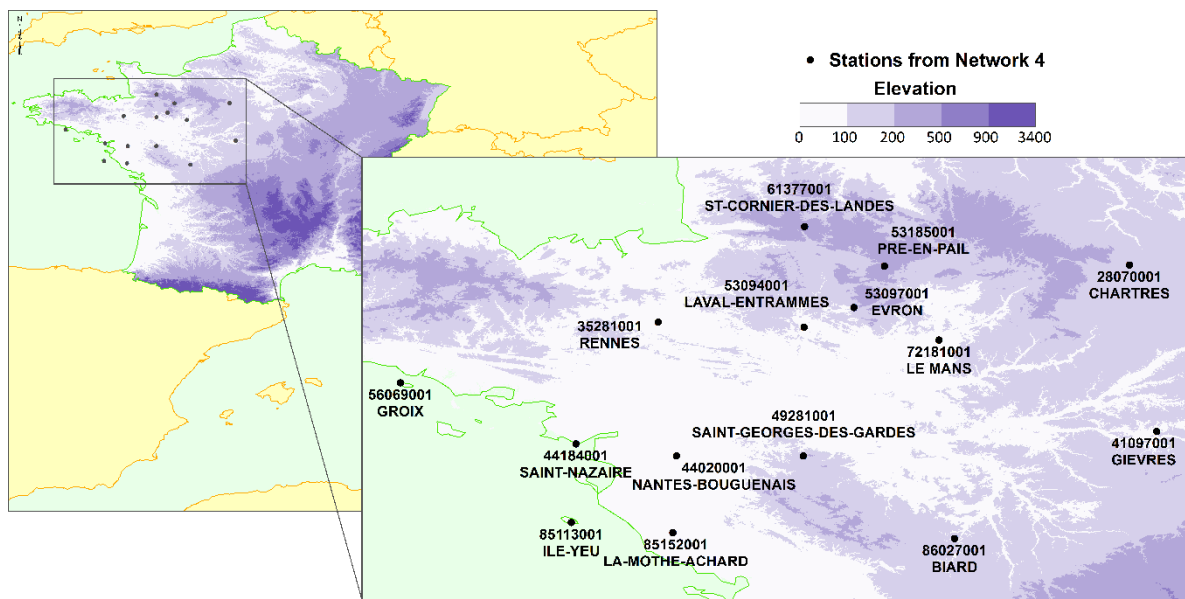 N
Stations from Network 4
Elevation
0 100 200 500 900 3400
61377001
ST-CORNIER-DES-LANDES
53185001
PRE-EN-PAIL
28070001
CHARTRES
53094001
LAVAL-ENTRAMMES
53097001
EVRON
35281001
RENNES
72181001
LE MANS
56069001
GROIX
49281001
SAINT-GEORGES-DES-GARDES
41097001
GIEVRES
44184001
SAINT-NAZAIRE
44020001
NANTES-BOUGUENAIS
85113001
ILE-YEU
85152001
LA-MOTHE-ACHARD
86027001
BIARD